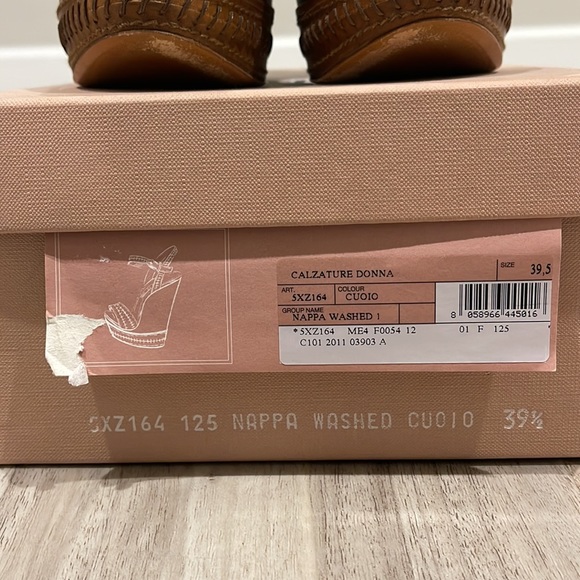 CALZATURE DONNA
SIZE 39,5
ART. COLOUR
5XZ164 CUOIO
GROUP NAME
NAPPA WASHED 1
8 058966 445016
*5XZ164 ME4 F0054 12 01 F 125
C101 2011 03903 A
5XZ164 125 NAPPA WASHED CUOIO 39½